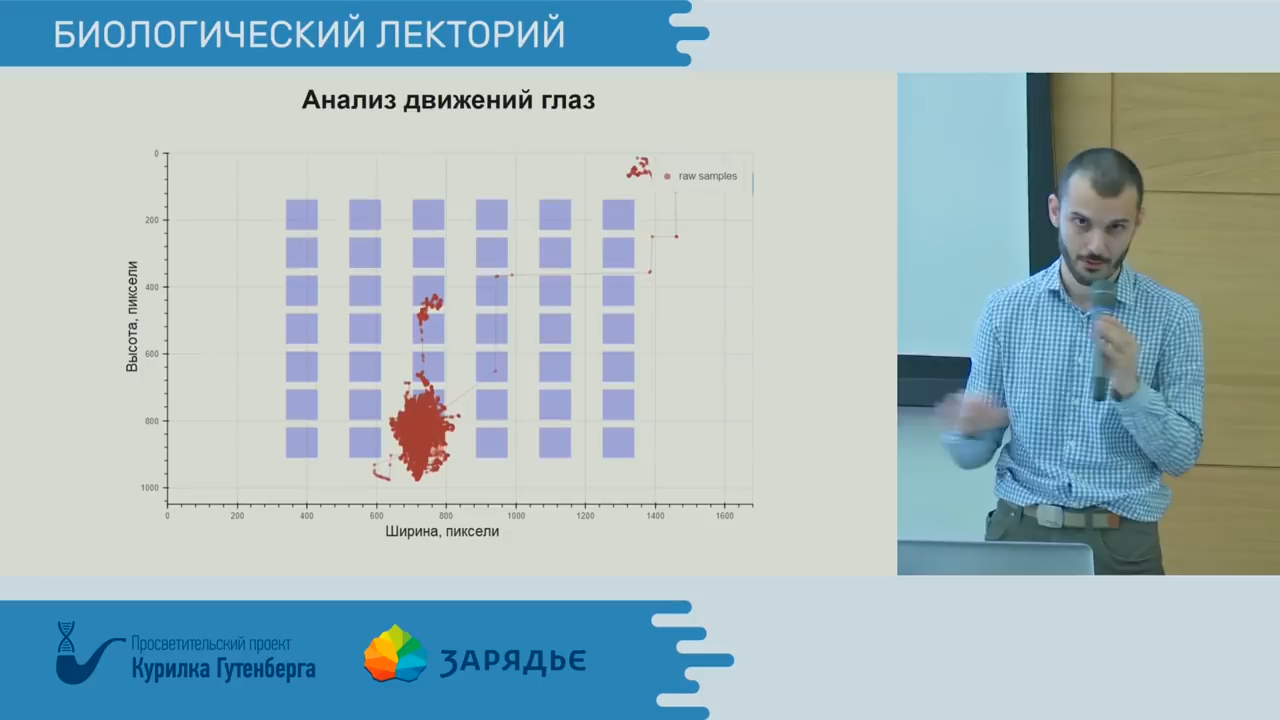 БИОЛОГИЧЕСКИЙ ЛЕКТОРИЙ
Анализ движений глаз
raw samples
Высота, пиксели
0
200
400
600
800
1000
0
200
400
600
800
1000
1200
1400
1600
Ширина, пиксели
Просветительский проект
Курилка Гутенберга
ЗАРЯДЬЕ